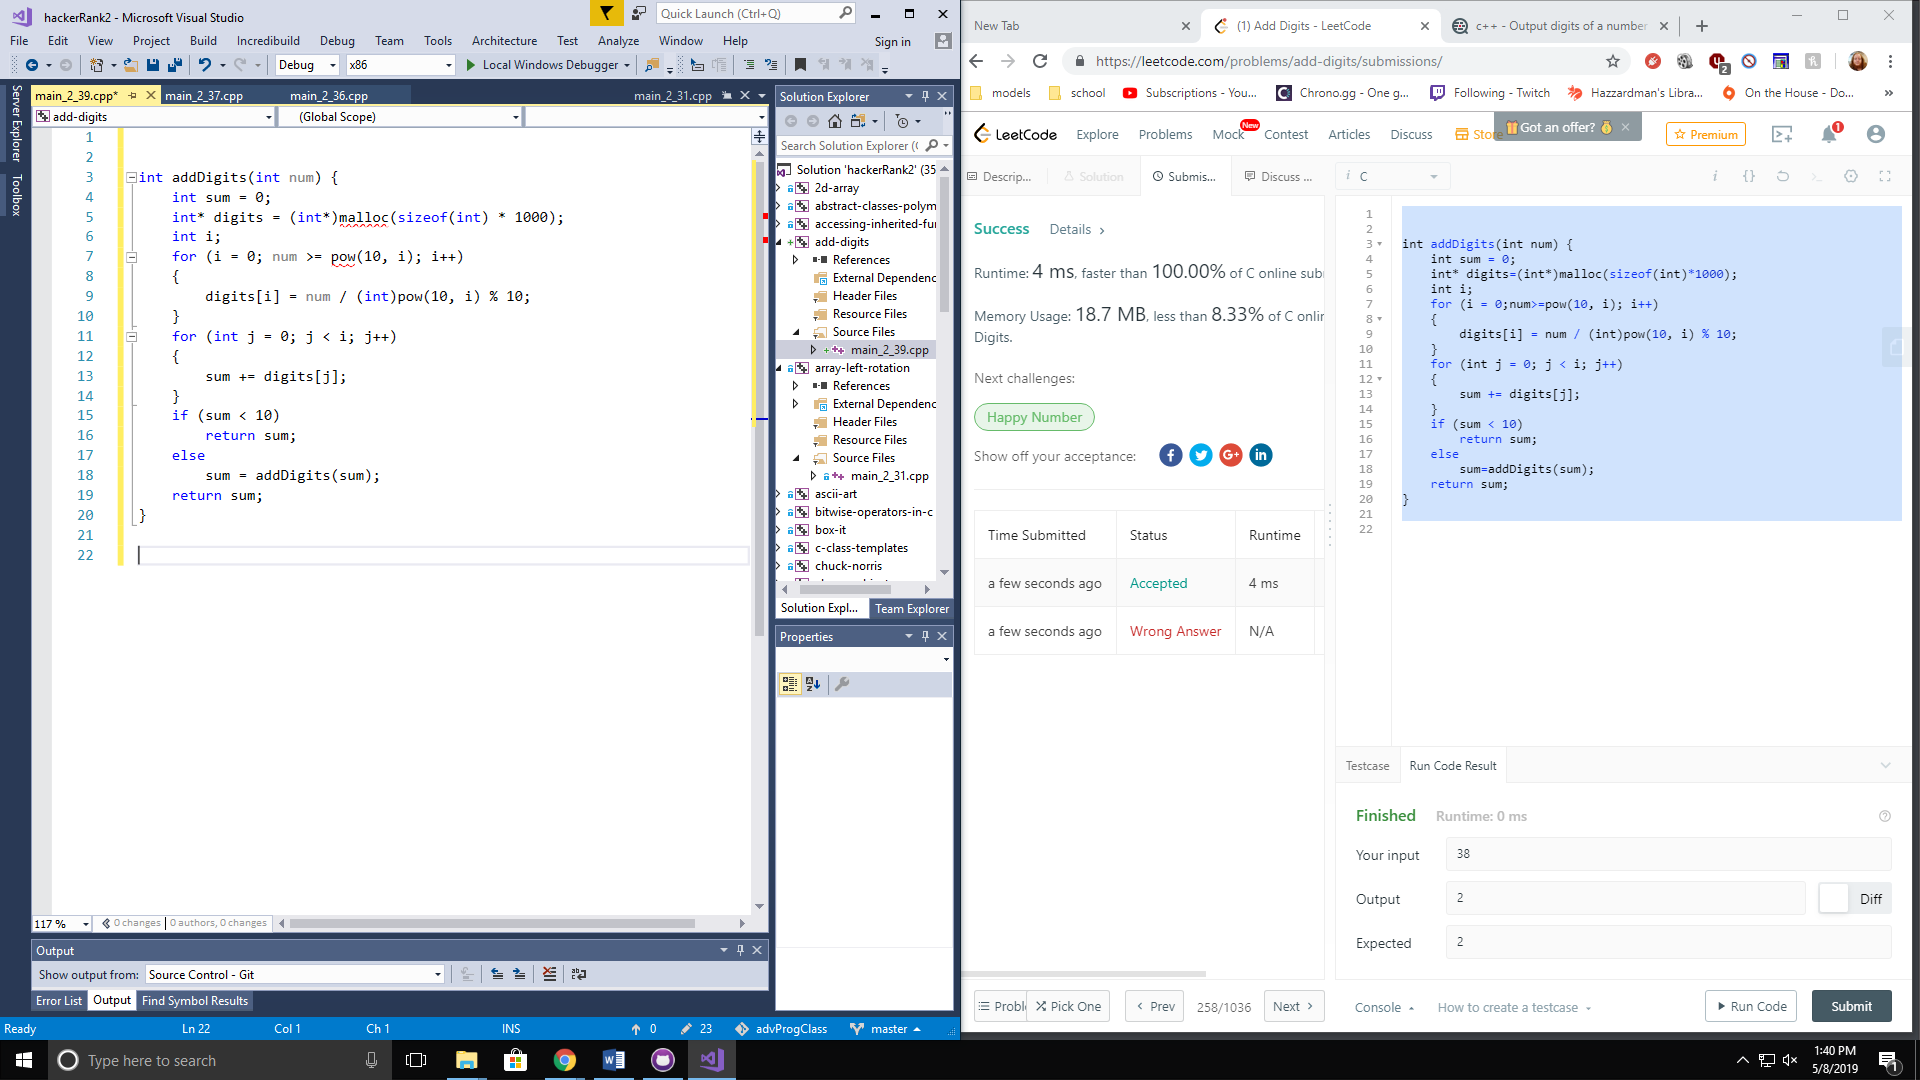 hackerRank2 - Microsoft Visual Studio
Quick Launch (Ctrl+Q)
File Edit View Project Build Incredibuild Debug Team Tools Architecture Test Analyze Window Help
Sign in
Debug x86 Local Windows Debugger
Server Explorer
Toolbox
main_2_39.cpp* main_2_37.cpp main_2_36.cpp main_2_31.cpp
add-digits (Global Scope)
1
2
3 int addDigits(int num) {
4 int sum = 0;
5 int* digits = (int*)malloc(sizeof(int) * 1000);
6 int i;
7 for (i = 0; num >= pow(10, i); i++)
8 {
9 digits[i] = num / (int)pow(10, i) % 10;
10 }
11 for (int j = 0; j < i; j++)
12 {
13 sum += digits[j];
14 }
15 if (sum < 10)
16 return sum;
17 else
18 sum = addDigits(sum);
19 return sum;
20 }
21
22
117 % 0 changes | 0 authors, 0 changes
Output
Show output from: Source Control - Git
Error List Output Find Symbol Results
Ready Ln 22 Col 1 Ch 1 INS 0 23 advProgClass master
Solution Explorer
Search Solution Explorer (
Solution 'hackerRank2' (35
2d-array
abstract-classes-polym
accessing-inherited-fu
add-digits
References
External Dependenc
Header Files
Resource Files
Source Files
main_2_39.cpp
array-left-rotation
References
External Dependenc
Header Files
Resource Files
Source Files
main_2_31.cpp
ascii-art
bitwise-operators-in-c
box-it
c-class-templates
chuck-norris
Solution Expl... Team Explorer
Properties
New Tab
(1) Add Digits - LeetCode
c++ - Output digits of a number
https://leetcode.com/problems/add-digits/submissions/
2
models school Subscriptions - You... Chrono.gg - One g... Following - Twitch Hazzardman's Libra... On the House - Do... »
LeetCode Explore Problems Mock New Contest Articles Discuss Store
Got an offer?
Premium
1
Descrip... Solution Submis... Discuss ...
i C
Success Details
Runtime: 4 ms, faster than 100.00% of C online sub
Memory Usage: 18.7 MB, less than 8.33% of C onlin
Digits.
Next challenges:
Happy Number
Show off your acceptance:
Time Submitted Status Runtime
a few seconds ago Accepted 4 ms
a few seconds ago Wrong Answer N/A
1
2
3 int addDigits(int num) {
4 int sum = 0;
5 int* digits=(int*)malloc(sizeof(int)*1000);
6 int i;
7 for (i = 0;num>=pow(10, i); i++)
8 {
9 digits[i] = num / (int)pow(10, i) % 10;
10 }
11 for (int j = 0; j < i; j++)
12 {
13 sum += digits[j];
14 }
15 if (sum < 10)
16 return sum;
17 else
18 sum=addDigits(sum);
19 return sum;
20 }
21
22
Testcase Run Code Result
Finished Runtime: 0 ms
Your input 38
Output 2 Diff
Expected 2
Probl Pick One Prev 258/1036 Next
Console How to create a testcase Run Code Submit
Type here to search
1:40 PM
5/8/2019
1